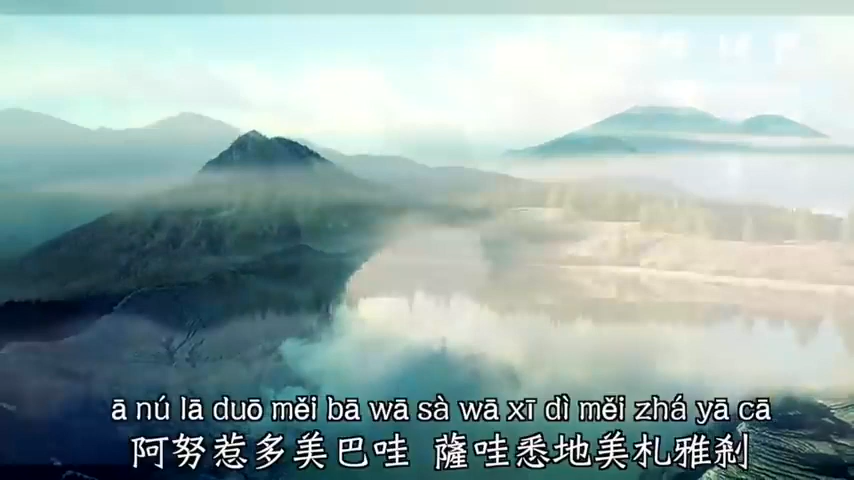 ā nú lā duō měi bā wā sà wā xī dì měi zhá yā cā
阿努惹多美巴哇 薩哇悉地美札雅剎